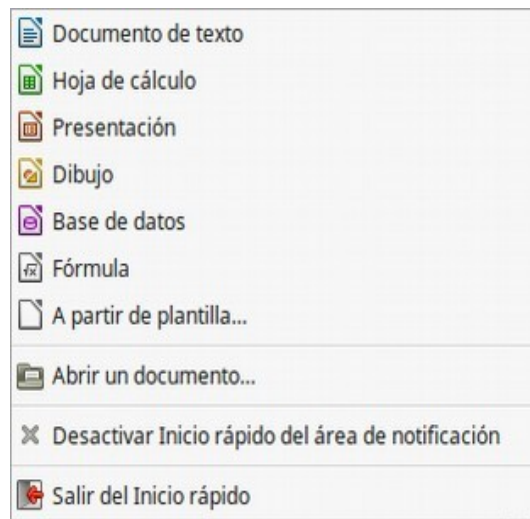 Documento de texto
Hoja de cálculo
Presentación
Dibujo
Base de datos
Fórmula
A partir de plantilla...
Abrir un documento...
Desactivar Inicio rápido del área de notificación
Salir del Inicio rápido